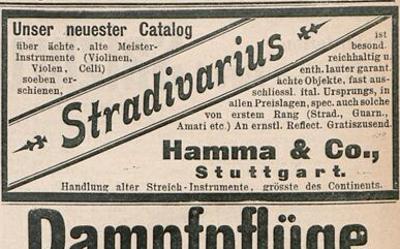 Unser neuester Catalog
über ächte, alte Meister-
Instrumente (Violinen,
Violen, Celli)
soeben er-
schienen,
Stradivarius
ist
besond.
reichhaltig u.
enth. lauter garant.
ächte Objekte, fast aus-
schliessl. ital. Ursprungs, in
allen Preislagen, spec. auch solche
von erstem Rang (Strad., Guarn.,
Amati etc.) An ernstl. Reflect. Gratiszusend.
Hamma & Co.,
Stuttgart.
Handlung alter Streich-Instrumente, grösste des Continents.
Dampfpflüge